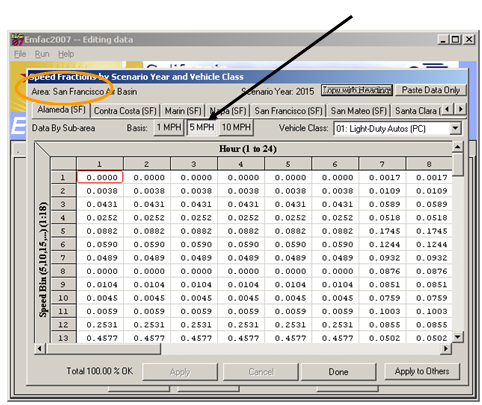 Emfac2007 -- Editing data
File Run Help
Speed Fractions by Scenario Year and Vehicle Class
Area: San Francisco Air Basin Scenario Year: 2015 Copy with Headings Paste Data Only
Alameda (SF) Contra Costa (SF) Marin (SF) Napa (SF) San Francisco (SF) San Mateo (SF) Santa Clara (
Data By Sub-area Basis: 1 MPH 5 MPH 10 MPH Vehicle Class: 01: Light-Duty Autos (PC)
Hour (1 to 24)
1 2 3 4 5 6 7 8
Speed Bin (5,10,15,...) (1:18)
1 0.0000 0.0000 0.0000 0.0000 0.0000 0.0000 0.0017 0.0017
2 0.0038 0.0038 0.0038 0.0038 0.0038 0.0038 0.0109 0.0109
3 0.0431 0.0431 0.0431 0.0431 0.0431 0.0431 0.0589 0.0589
4 0.0252 0.0252 0.0252 0.0252 0.0252 0.0252 0.0518 0.0518
5 0.0882 0.0882 0.0882 0.0882 0.0882 0.0882 0.1745 0.1745
6 0.0590 0.0590 0.0590 0.0590 0.0590 0.0590 0.1244 0.1244
7 0.0489 0.0489 0.0489 0.0489 0.0489 0.0489 0.0932 0.0932
8 0.0000 0.0000 0.0000 0.0000 0.0000 0.0000 0.0876 0.0876
9 0.0104 0.0104 0.0104 0.0104 0.0104 0.0104 0.0851 0.0851
10 0.0045 0.0045 0.0045 0.0045 0.0045 0.0045 0.0759 0.0759
11 0.0059 0.0059 0.0059 0.0059 0.0059 0.0059 0.1003 0.1003
12 0.2531 0.2531 0.2531 0.2531 0.2531 0.2531 0.0855 0.0855
13 0.4577 0.4577 0.4577 0.4577 0.4577 0.4577 0.0502 0.0502
Total 100.00 % OK Apply Cancel Done Apply to Others